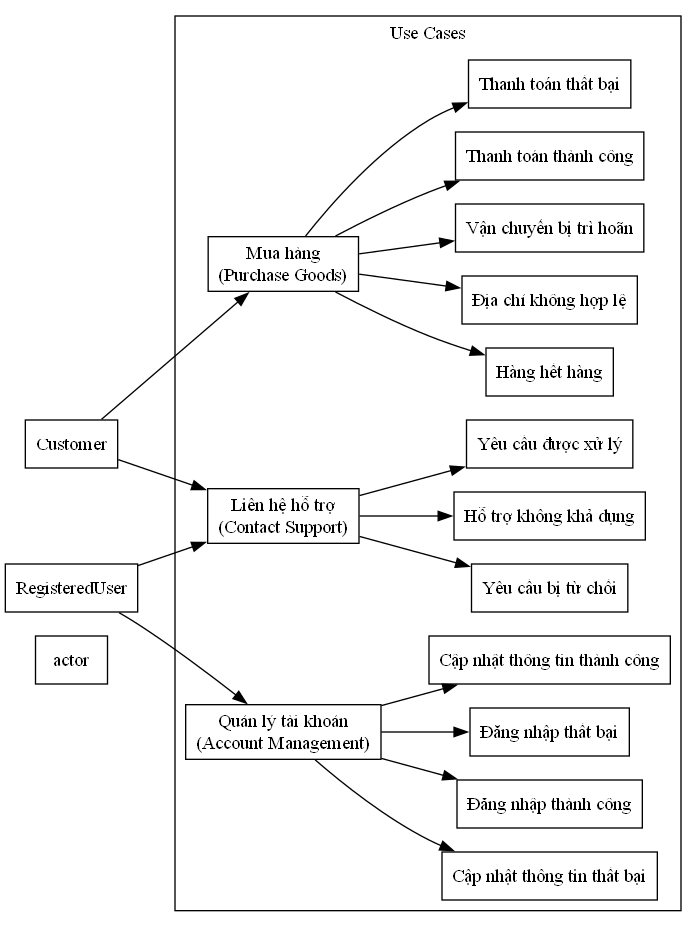 Use Cases
Thanh toán thất bại
Thanh toán thành công
Vận chuyển bị trì hoãn
Mua hàng
(Purchase Goods)
Địa chỉ không hợp lệ
Hàng hết hàng
Customer
Yêu cầu được xử lý
Liên hệ hỗ trợ
(Contact Support)
Hỗ trợ không khả dụng
RegisteredUser
Yêu cầu bị từ chối
actor
Cập nhật thông tin thành công
Quản lý tài khoản
(Account Management)
Đăng nhập thất bại
Đăng nhập thành công
Cập nhật thông tin thất bại